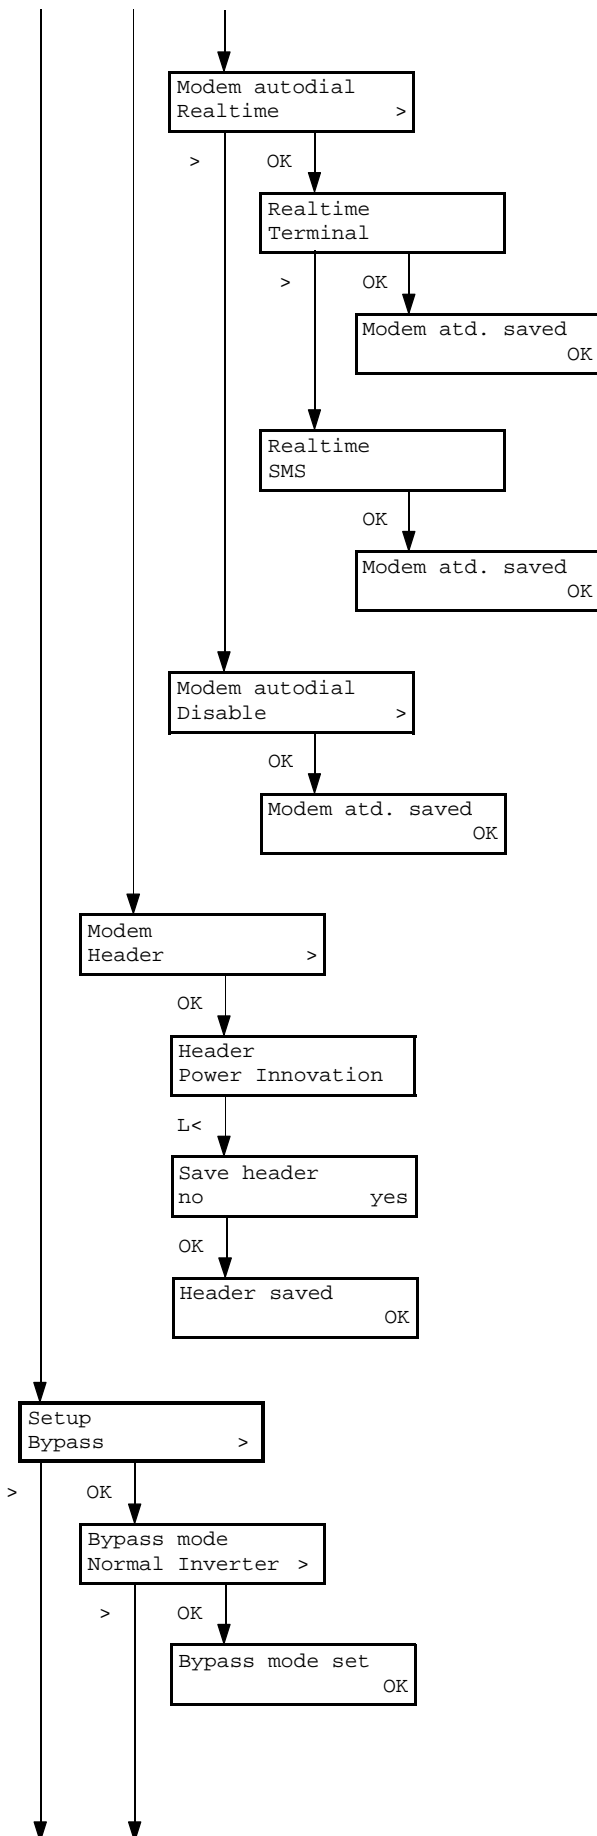 Modem autodial
Realtime >
> OK
Realtime
Terminal
> OK
Modem atd. saved
OK
Realtime
SMS
OK
Modem atd. saved
OK
Modem autodial
Disable >
OK
Modem atd. saved
OK
Modem
Header >
OK
Header
Power Innovation
L<
Save header
no yes
OK
Header saved
OK
Setup
Bypass >
> OK
Bypass mode
Normal Inverter >
> OK
Bypass mode set
OK